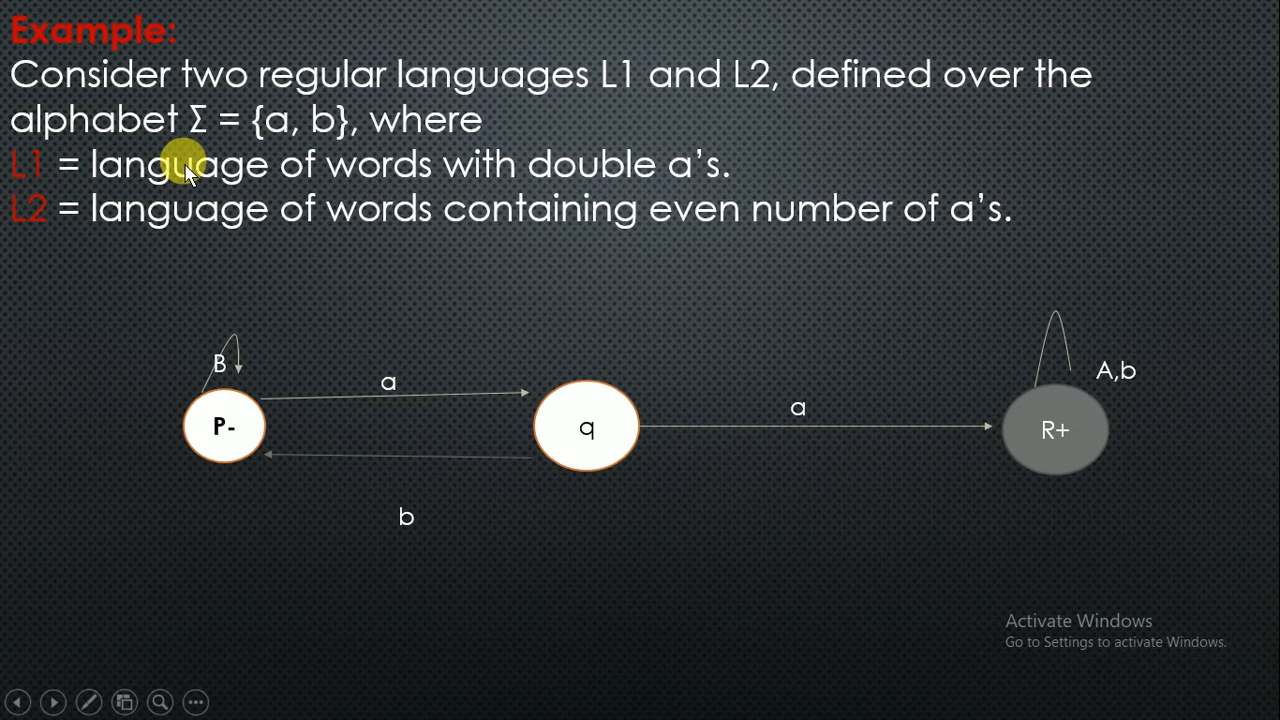 Example:
Consider two regular languages L1 and L2, defined over the
alphabet Σ = {a, b}, where
L1 = language of words with double a’s.
L2 = language of words containing even number of a’s.
B
a
a
A,b
P-
q
R+
b
Activate Windows
Go to Settings to activate Windows.